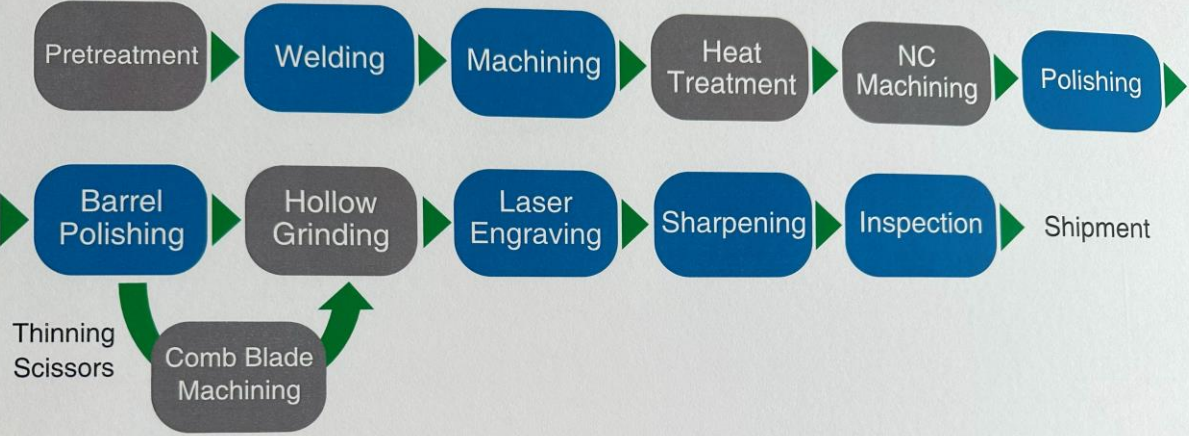 Pretreatment
Welding
Machining
Heat
Treatment
NC
Machining
Polishing
Barrel
Polishing
Hollow
Grinding
Laser
Engraving
Sharpening
Inspection
Shipment
Thinning
Scissors
Comb Blade
Machining